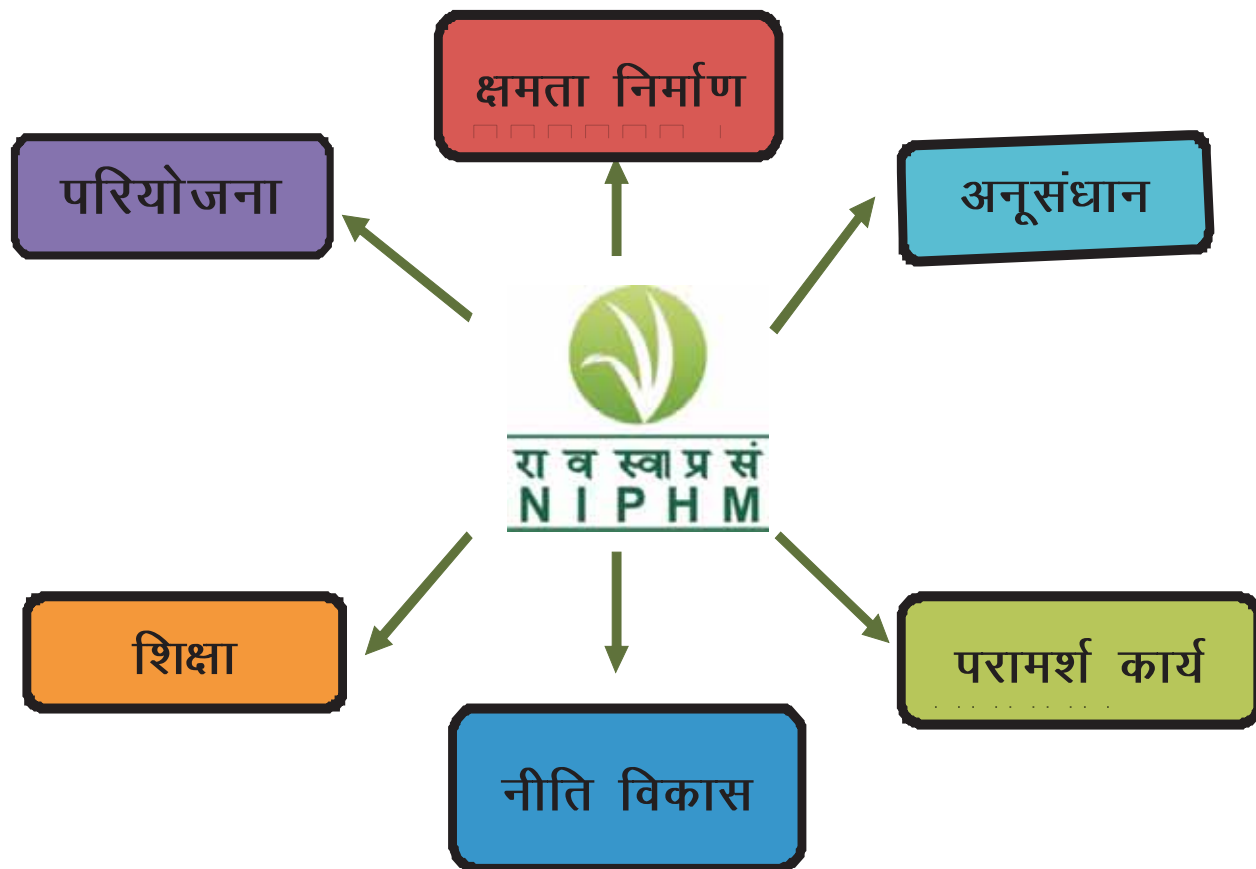 क्षमता निर्माण
परियोजना
अनूसंधान
रा व स्वा प्र सं
N I P H M
शिक्षा
परामर्श कार्य
नीति विकास